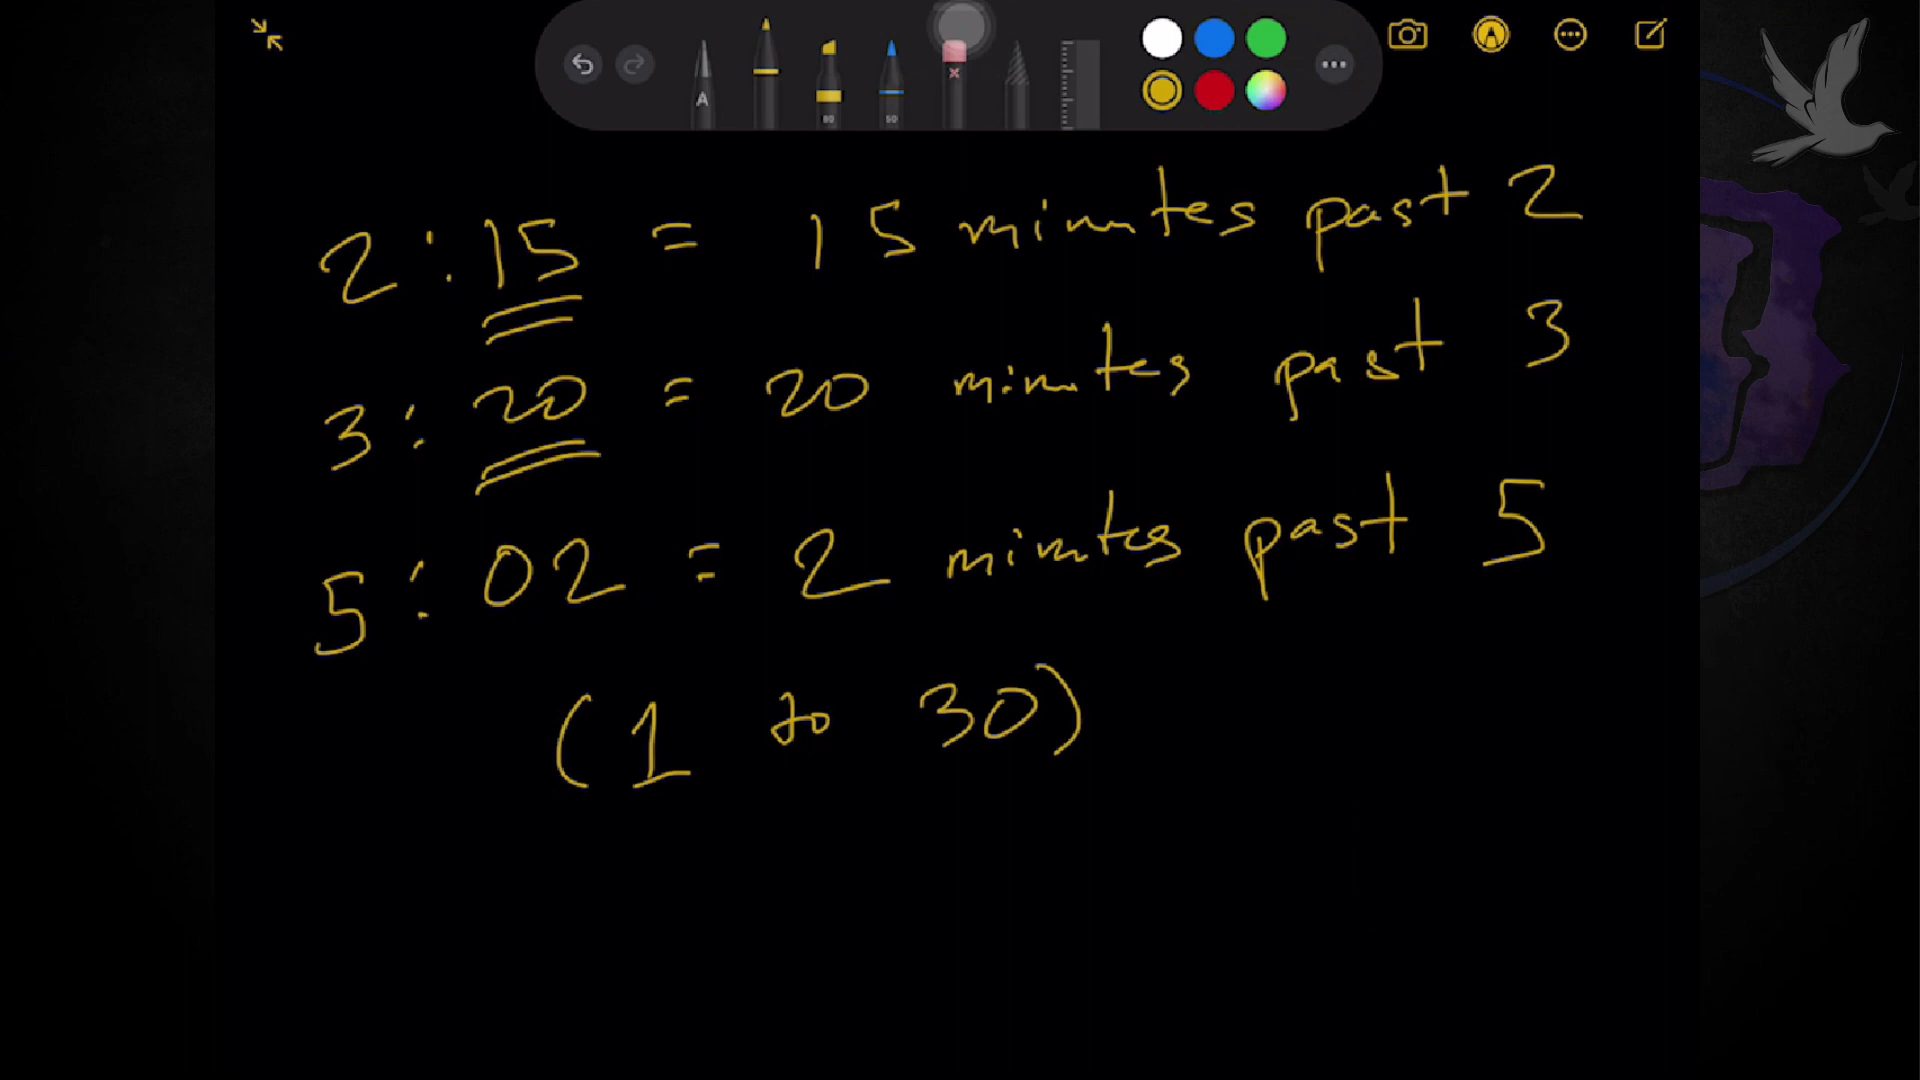 2:15 = 15 minutes past 2
3:20 = 20 minutes past 3
5:02 = 2 minutes past 5
(1 to 30)